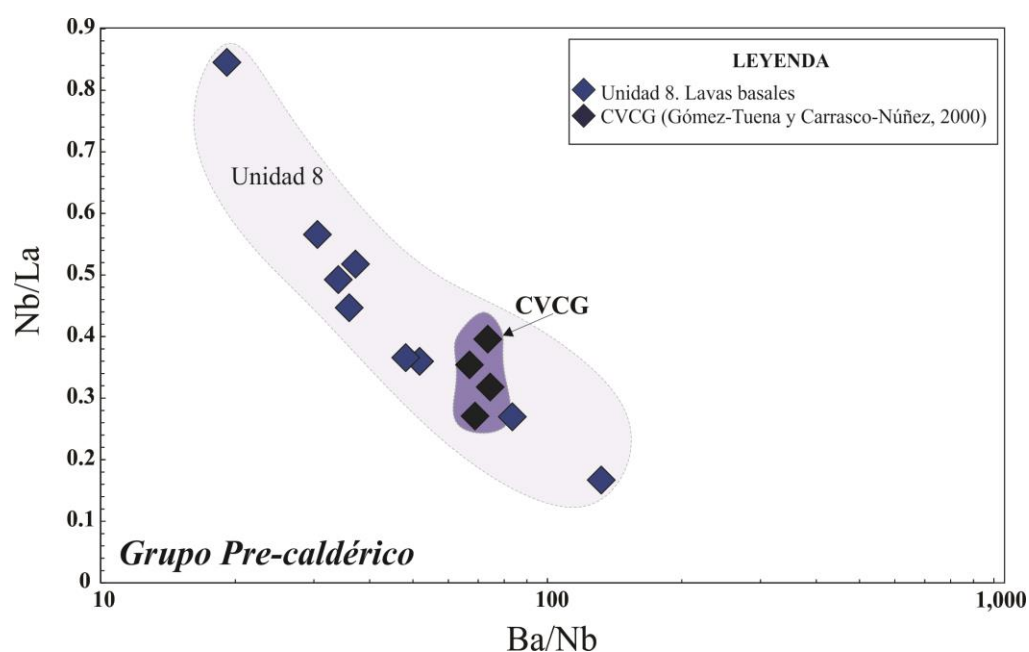 0.9
0.8
0.7
0.6
0.5
0.4
0.3
0.2
0.1
0
Nb/La
LEYENDA
Unidad 8. Lavas basales
CVCG (Gómez-Tuena y Carrasco-Núñez, 2000)
Unidad 8
CVCG
Grupo Pre-caldérico
10
100
1,000
Ba/Nb